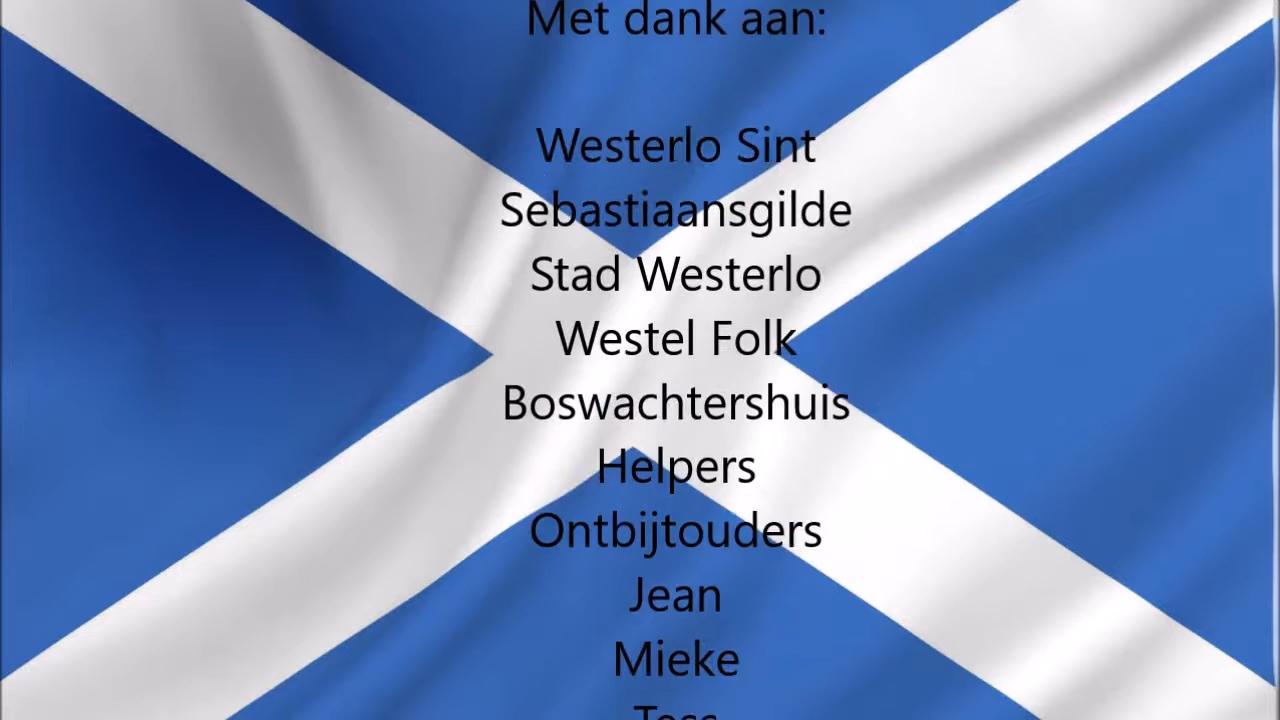 Met dank aan:
Westerlo Sint
Sebastiaansgilde
Stad Westerlo
Westel Folk
Boswachtershuis
Helpers
Ontbijtouders
Jean
Mieke